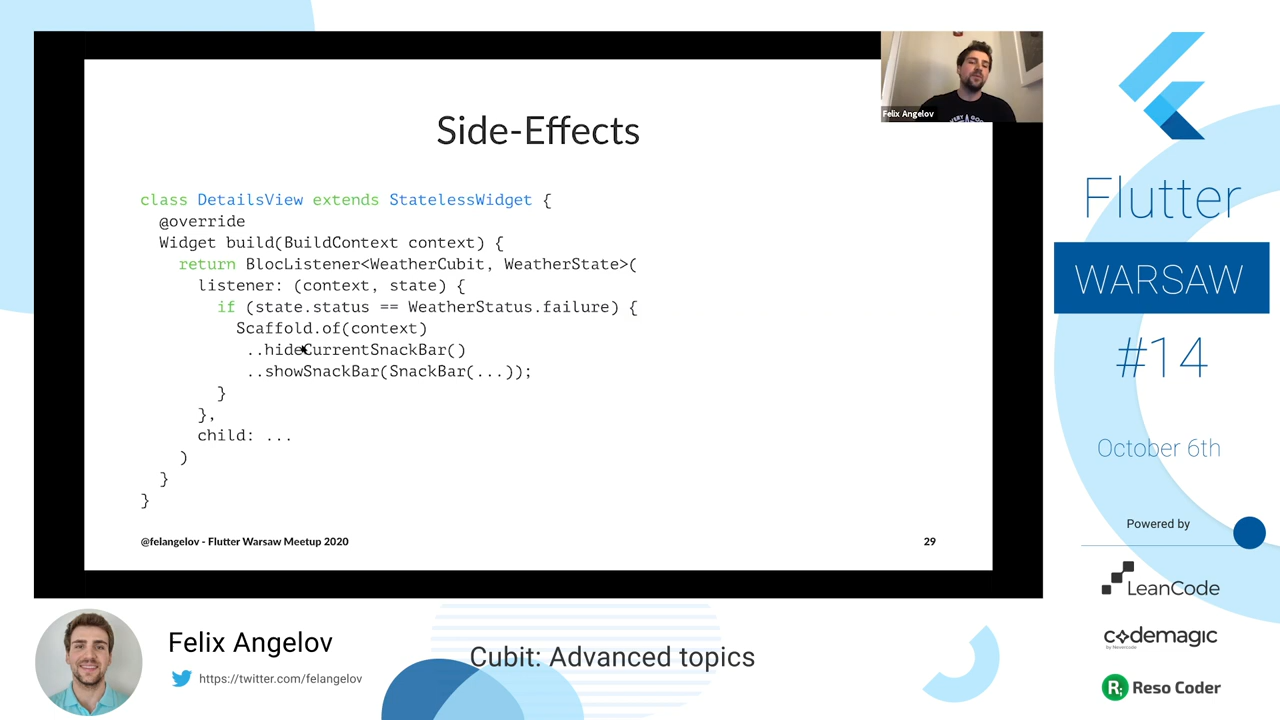 Side-Effects
class DetailsView extends StatelessWidget {
@override
Widget build(BuildContext context) {
return BlocListener<WeatherCubit, WeatherState>(
listener: (context, state) {
if (state.status == WeatherStatus.failure) {
Scaffold.of(context)
..hideCurrentSnackBar()
..showSnackBar(SnackBar(...));
}
},
child: ...
)
}
}
@felangelov - Flutter Warsaw Meetup 2020
29
Felix Angelov
Flutter
WARSAW
#14
October 6th
Powered by
LeanCode
codemagic
by Nevercode
R; Reso Coder
Felix Angelov
https://twitter.com/felangelov
Cubit: Advanced topics